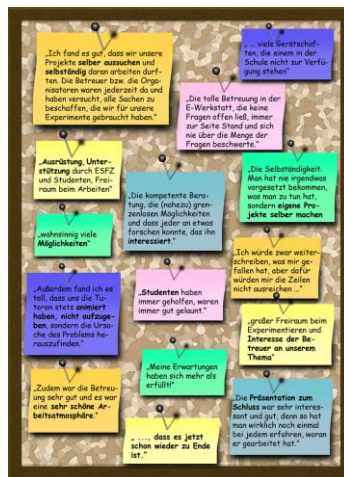 „Ich fand es gut, dass wir unsere
Projekte selber aussuchen und
selbständig daran arbeiten durf-
ten. Die Betreuer bzw. die Orga-
nisatoren waren jederzeit da und
haben versucht, alle Sachen zu
beschaffen, die wir für unsere
Experimente gebraucht haben.“
„ ... viele Gerätschaf-
ten, die einem in der
Schule nicht zur Verfü-
gung stehen“
„Die tolle Betreuung in der
E-Werkstatt, die keine
Fragen offen ließ, immer
zur Seite Stand und sich
nie über die Menge der
Fragen beschwerte.“
„Ausrüstung, Unter-
stützung durch ESFZ
und Studenten, Frei-
raum beim Arbeiten“
„Die kompetente Bera-
tung, die (nahezu) gren-
zenlosen Möglichkeiten
und dass jeder an etwas
forschen konnte, das ihn
interessiert.“
„Die Selbständigkeit.
Man hat nie irgendwas
vorgesetzt bekommen,
was man zu tun hat,
sondern eigene Pro-
jekte selber machen
„wahnsinnig viele
Möglichkeiten“
„Ich würde zwar weiter-
schreiben, was mir ge-
fallen hat, aber dafür
würden mir die Zeilen
nicht ausreichen ...“
„Außerdem fand ich es
toll, dass uns die Tu-
toren stets animiert
haben, nicht aufzuge-
ben, sondern die Ursa-
che des Problems he-
rauszufinden.“
„Studenten haben
immer geholfen, waren
immer gut gelaunt.“
„großer Freiraum beim
Experimentieren und
Interesse der Be-
treuer an unserem
Thema“
„Meine Erwartungen
haben sich mehr als
erfüllt!“
„Zudem war die Betreu-
ung sehr gut und es war
eine sehr schöne Ar-
beitsatmosphäre.“
„Die Präsentation zum
Schluss war sehr interes-
sant und gut, denn so hat
man wirklich noch einmal
bei jedem erfahren, woran
er gearbeitet hat.“
„ ..., dass es jetzt
schon wieder zu Ende
ist.“